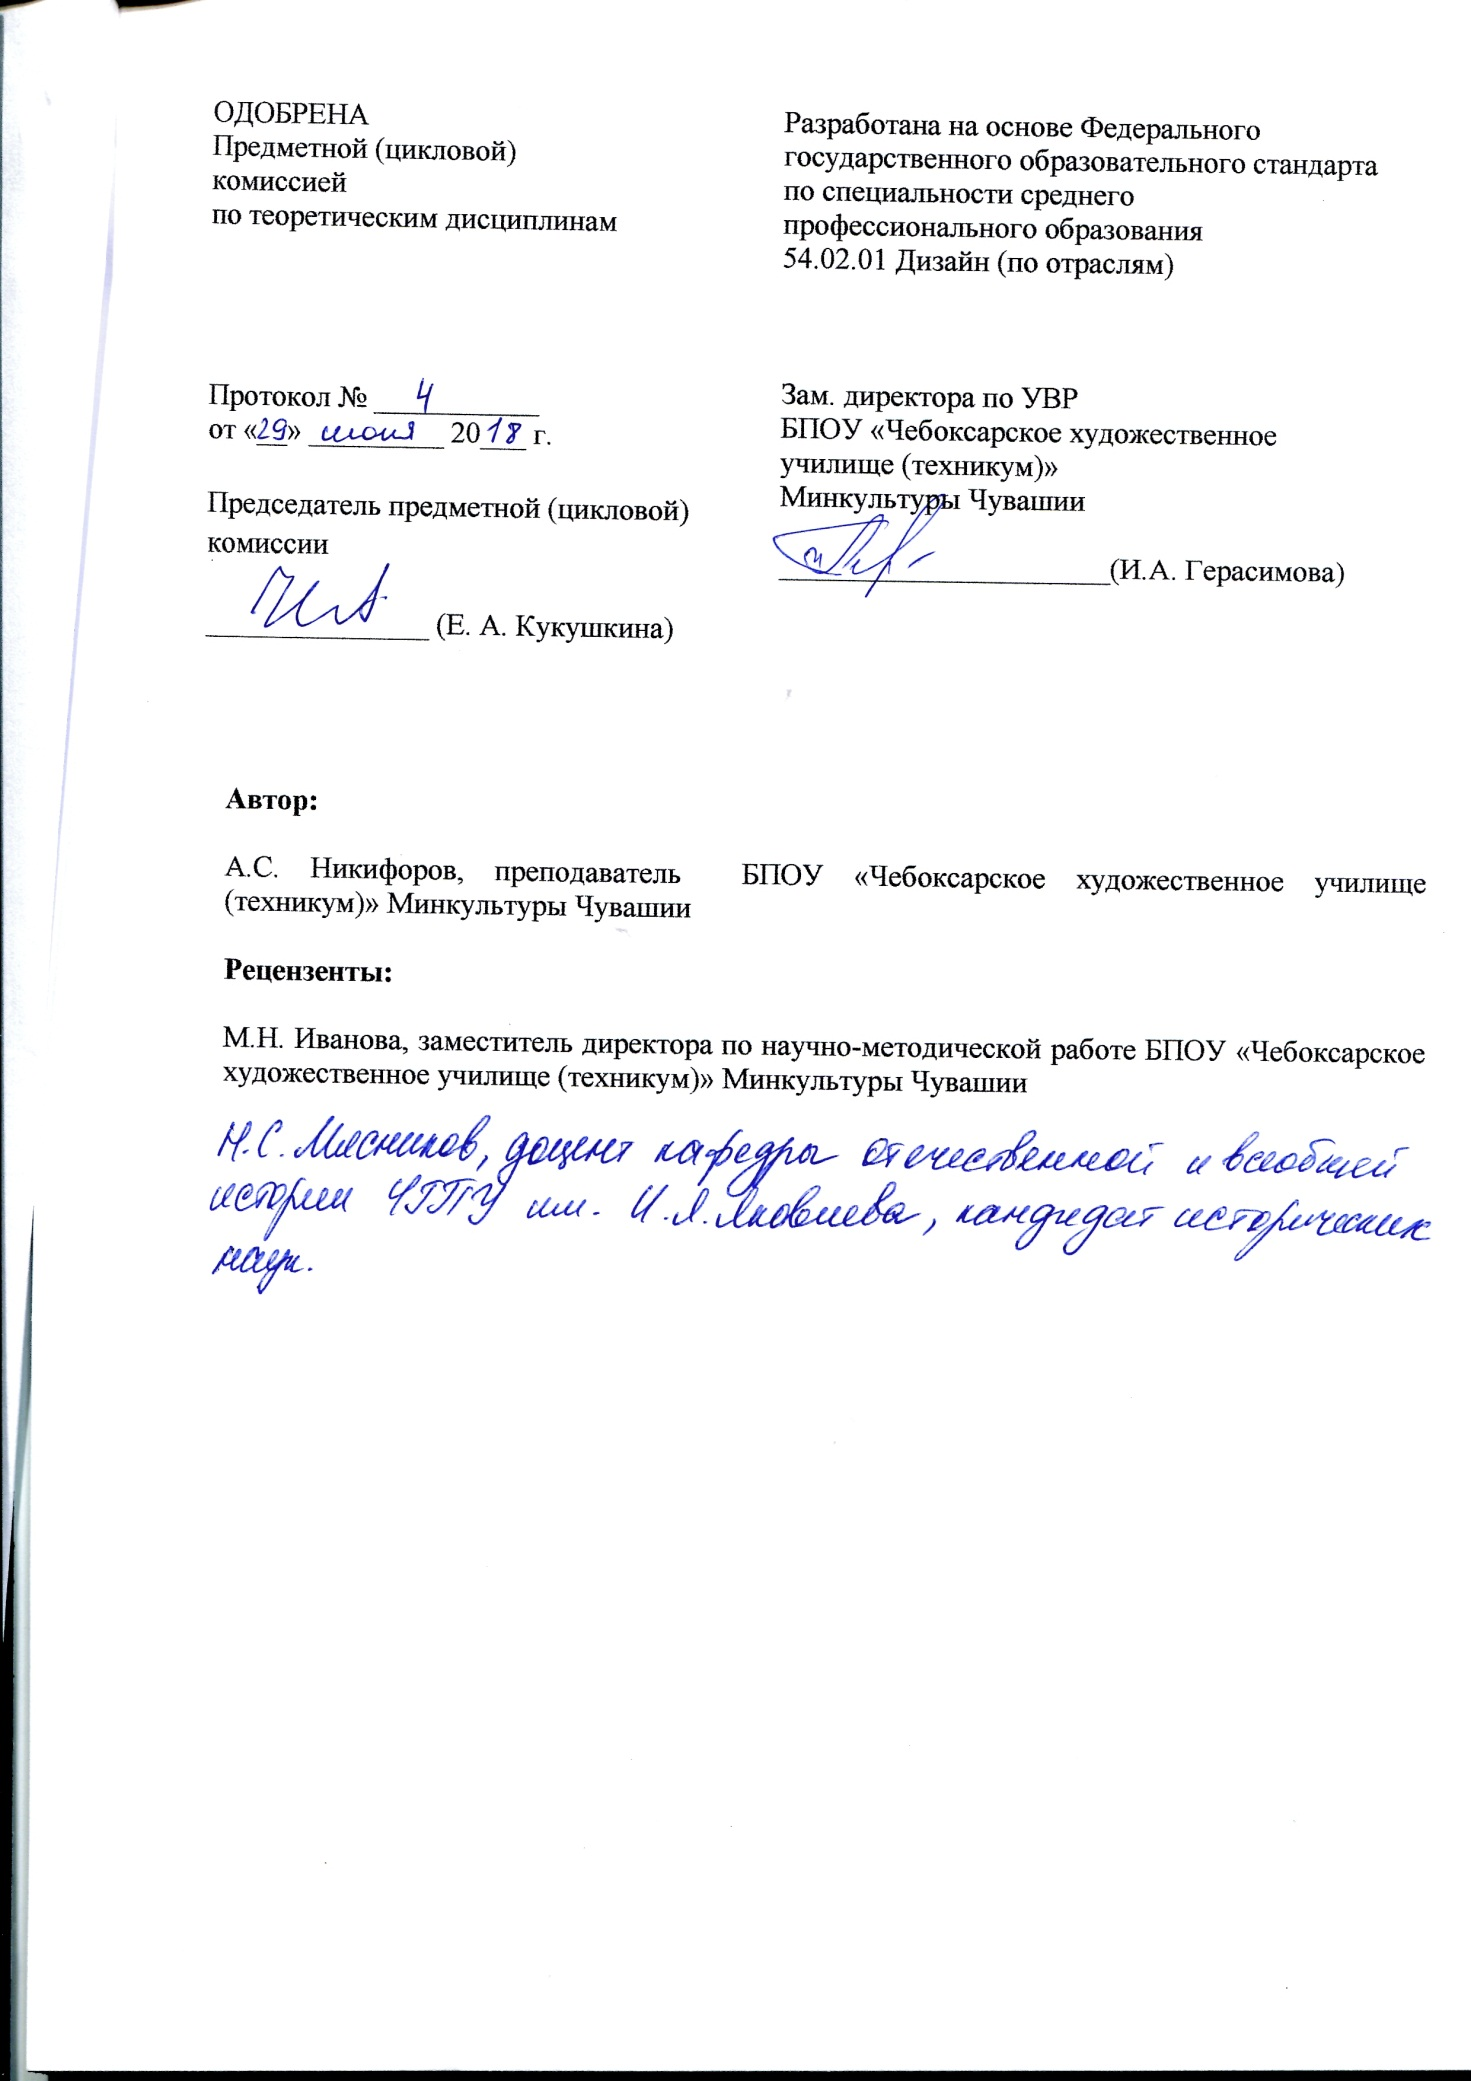 ОДОБРЕНА
Предметной (цикловой)
комиссией
по теоретическим дисциплинам
Разработана на основе Федерального
государственного образовательного стандарта
по специальности среднего
профессионального образования
54.02.01 Дизайн (по отраслям)
Протокол № 4
от «29» июня 2018 г.
Председатель предметной (цикловой)
комиссии
(Е. А. Кукушкина)
Зам. директора по УВР
БПОУ «Чебоксарское художественное
училище (техникум)»
Минкультуры Чувашии
(И.А. Герасимова)
Автор:
А.С. Никифоров, преподаватель БПОУ «Чебоксарское художественное училище
(техникум)» Минкультуры Чувашии
Рецензенты:
М.Н. Иванова, заместитель директора по научно-методической работе БПОУ «Чебоксарское
художественное училище (техникум)» Минкультуры Чувашии
Н.С. Мясников, доцент кафедры отечественной и всеобщей
истории ЧГПУ им. И.Я. Яковлева, кандидат исторических
наук.